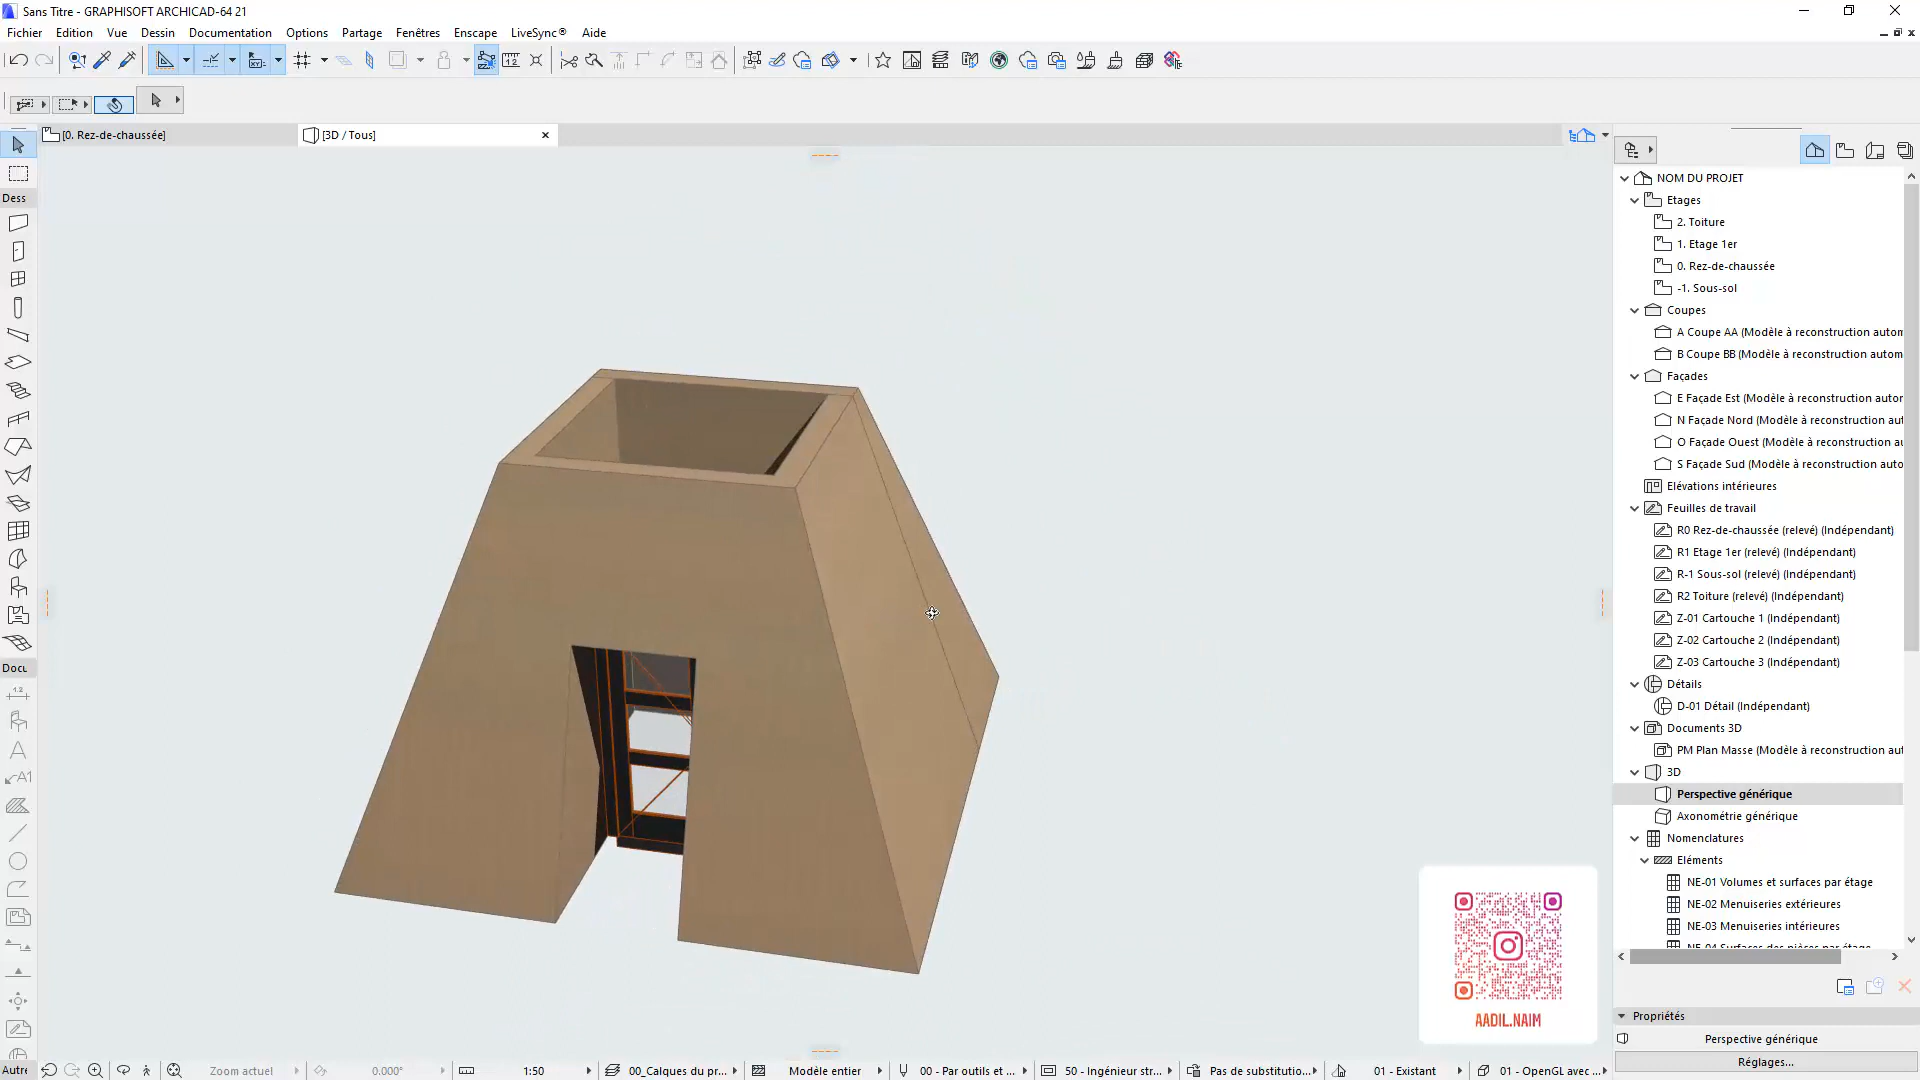 Sans Titre - GRAPHISOFT ARCHICAD-64 21
Fichier Edition Vue Dessin Documentation Options Partage Fenêtres Enscape LiveSync® Aide
[0. Rez-de-chaussée] [3D / Tous]
Dess
Docu
Autre
NOM DU PROJET
Etages
2. Toiture
1. Etage 1er
0. Rez-de-chaussée
-1. Sous-sol
Coupes
A Coupe AA (Modèle à reconstruction autom
B Coupe BB (Modèle à reconstruction autom
Façades
E Façade Est (Modèle à reconstruction autor
N Façade Nord (Modèle à reconstruction aut
O Façade Ouest (Modèle à reconstruction au
S Façade Sud (Modèle à reconstruction auto
Elévations intérieures
Feuilles de travail
R0 Rez-de-chaussée (relevé) (Indépendant)
R1 Etage 1er (relevé) (Indépendant)
R-1 Sous-sol (relevé) (Indépendant)
R2 Toiture (relevé) (Indépendant)
Z-01 Cartouche 1 (Indépendant)
Z-02 Cartouche 2 (Indépendant)
Z-03 Cartouche 3 (Indépendant)
Détails
D-01 Détail (Indépendant)
Documents 3D
PM Plan Masse (Modèle à reconstruction aut
3D
Perspective générique
Axonométrie générique
Nomenclatures
Eléments
NE-01 Volumes et surfaces par étage
NE-02 Menuiseries extérieures
NE-03 Menuiseries intérieures
NE-04 Surfaces des pièces par étage
Propriétés
Perspective générique
Réglages...
AADIL.NAIM
Zoom actuel 0.000° 1:50 00_Calques du pr... Modèle entier 00 - Par outils et ... 50 - Ingénieur str... Pas de substitutio... 01 - Existant 01 - OpenGL avec ...